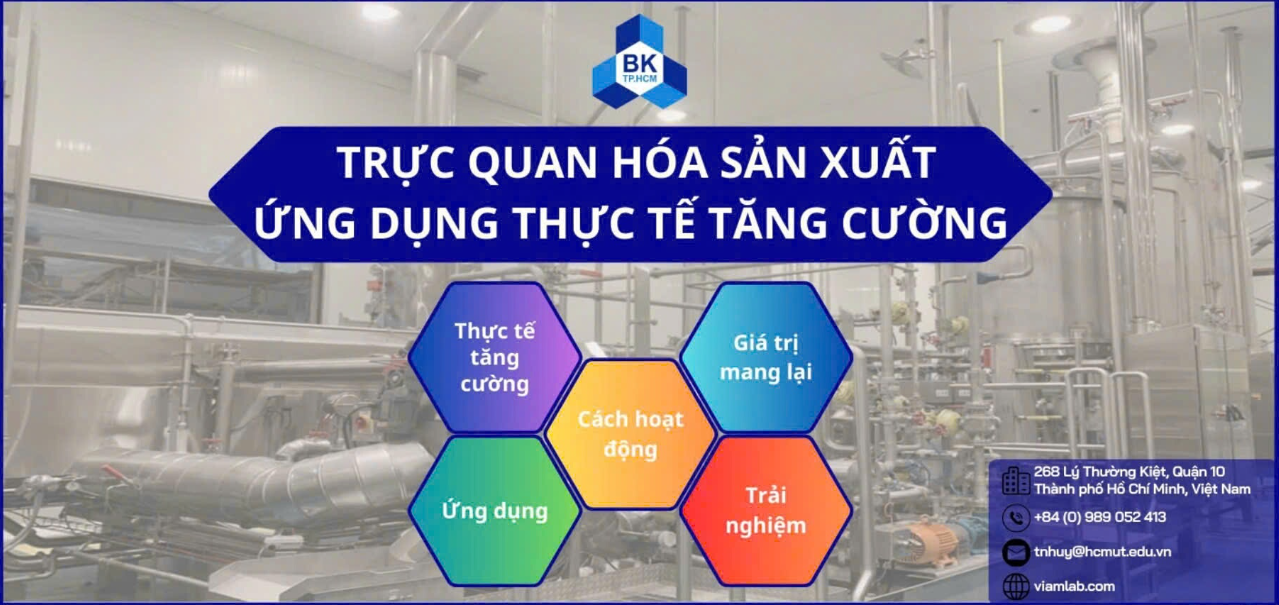 BK
TP.HCM
TRỰC QUAN HÓA SẢN XUẤT
ỨNG DỤNG THỰC TẾ TĂNG CƯỜNG
Thực tế
tăng
cường
Giá trị
mang lại
Cách hoạt
động
Ứng dụng
Trải
nghiệm
268 Lý Thường Kiệt, Quận 10
Thành phố Hồ Chí Minh, Việt Nam
+84 (0) 989 052 413
tnhuy@hcmut.edu.vn
viamlab.com